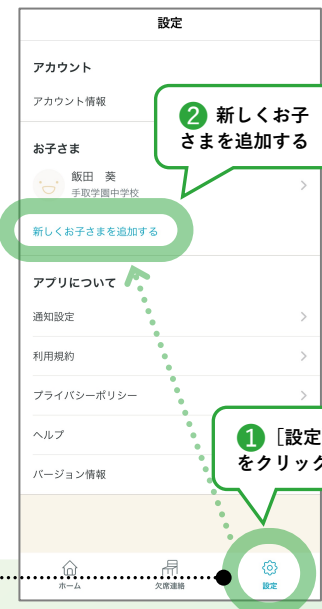 設定
アカウント
アカウント情報
❷ 新しくお子
さまを追加する
お子さま
飯田 葵
手取学園中学校
新しくお子さまを追加する
アプリについて
通知設定
利用規約
プライバシーポリシー
ヘルプ
❶［設定
をクリック
バージョン情報
ホーム
欠席連絡
設定